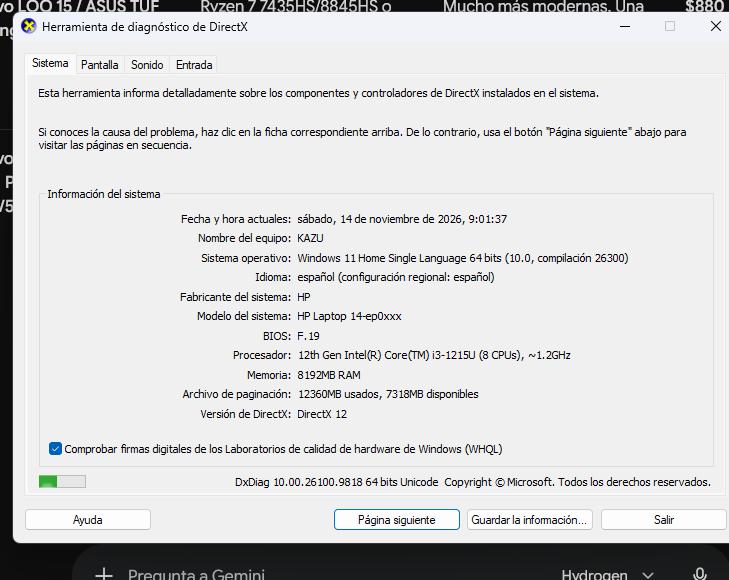 vo LOQ 15 / ASUS TUF Ryzen 7 7435HS/8845HS o Mucho más modernas. Una $880
Herramienta de diagnóstico de DirectX
Sistema Pantalla Sonido Entrada
Esta herramienta informa detalladamente sobre los componentes y controladores de DirectX instalados en el sistema.
Si conoces la causa del problema, haz clic en la ficha correspondiente arriba. De lo contrario, usa el botón "Página siguiente" abajo para
visitar las páginas en secuencia.
Información del sistema
Fecha y hora actuales: sábado, 14 de noviembre de 2026, 9:01:37
Nombre del equipo: KAZU
Sistema operativo: Windows 11 Home Single Language 64 bits (10.0, compilación 26300)
Idioma: español (configuración regional: español)
Fabricante del sistema: HP
Modelo del sistema: HP Laptop 14-ep0xxx
BIOS: F.19
Procesador: 12th Gen Intel(R) Core(TM) i3-1215U (8 CPUs), ~1.2GHz
Memoria: 8192MB RAM
Archivo de paginación: 12360MB usados, 7318MB disponibles
Versión de DirectX: DirectX 12
Comprobar firmas digitales de los Laboratorios de calidad de hardware de Windows (WHQL)
DxDiag 10.00.26100.9818 64 bits Unicode Copyright © Microsoft. Todos los derechos reservados.
Ayuda Página siguiente Guardar la información... Salir
Pregunta a Gemini Hydrogen